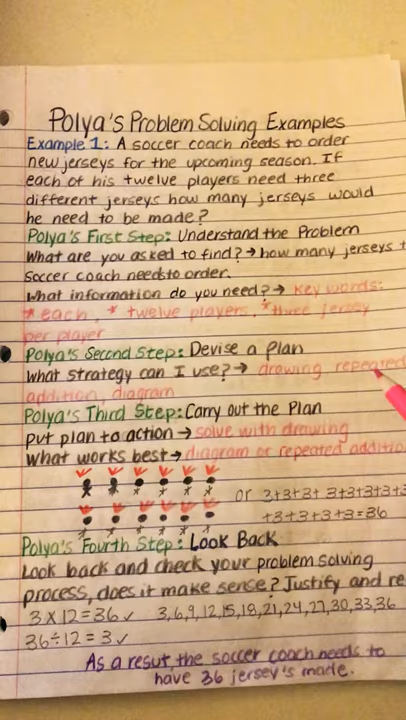 Polya's Problem Solving Examples
Example 1: A soccer coach needs to order
new jerseys for the upcoming season. If
each of his twelve players need three
different jerseys how many jerseys would
he need to be made?
Polya's First Step: Understand the Problem
What are you asked to find? → how many jerseys t
soccer coach needs to order.
What information do you need? → key words:
* each, * twelve players, * three jersey
per player
Polya's Second Step: Devise a Plan
What strategy can I use? → drawing repeated
addition, diagram
Polya's Third Step: Carry out the Plan
put plan to action → solve with drawing
What works best → diagram or repeated additio
or 3+3+3+3+3+3+3+3
+3+3+3+3=36
Polya's Fourth Step: Look Back
Look back and check your problem solving
process, does it make sense? Justify and re
3 x 12 = 36 ✓ 3,6,9,12,15,18,21,24,27,30,33,36
36 ÷ 12 = 3 ✓
As a resut, the soccer coach needs to
have 36 jersey's made.